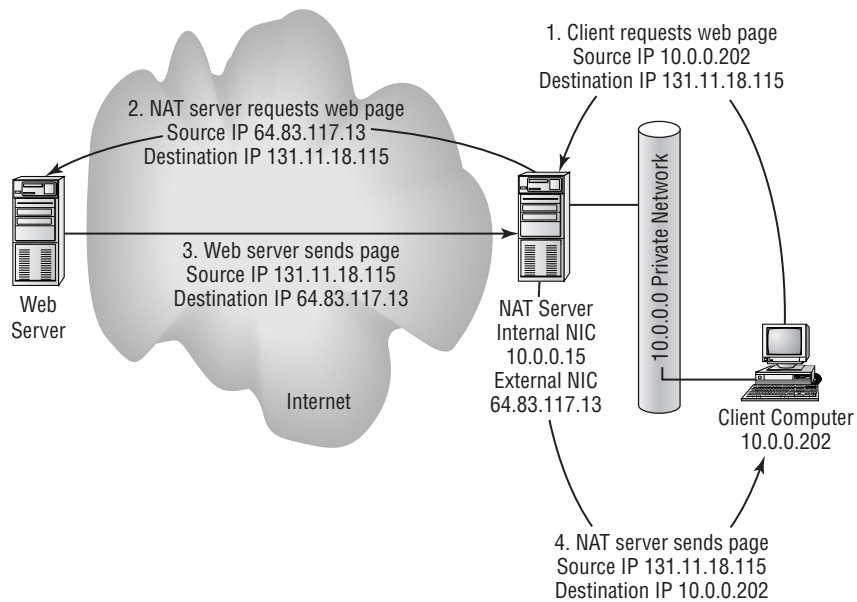 1. Client requests web page
Source IP 10.0.0.202
Destination IP 131.11.18.115
2. NAT server requests web page
Source IP 64.83.117.13
Destination IP 131.11.18.115
3. Web server sends page
Source IP 131.11.18.115
Destination IP 64.83.117.13
Web
Server
Internet
NAT Server
Internal NIC
10.0.0.15
External NIC
64.83.117.13
10.0.0.0 Private Network
Client Computer
10.0.0.202
4. NAT server sends page
Source IP 131.11.18.115
Destination IP 10.0.0.202